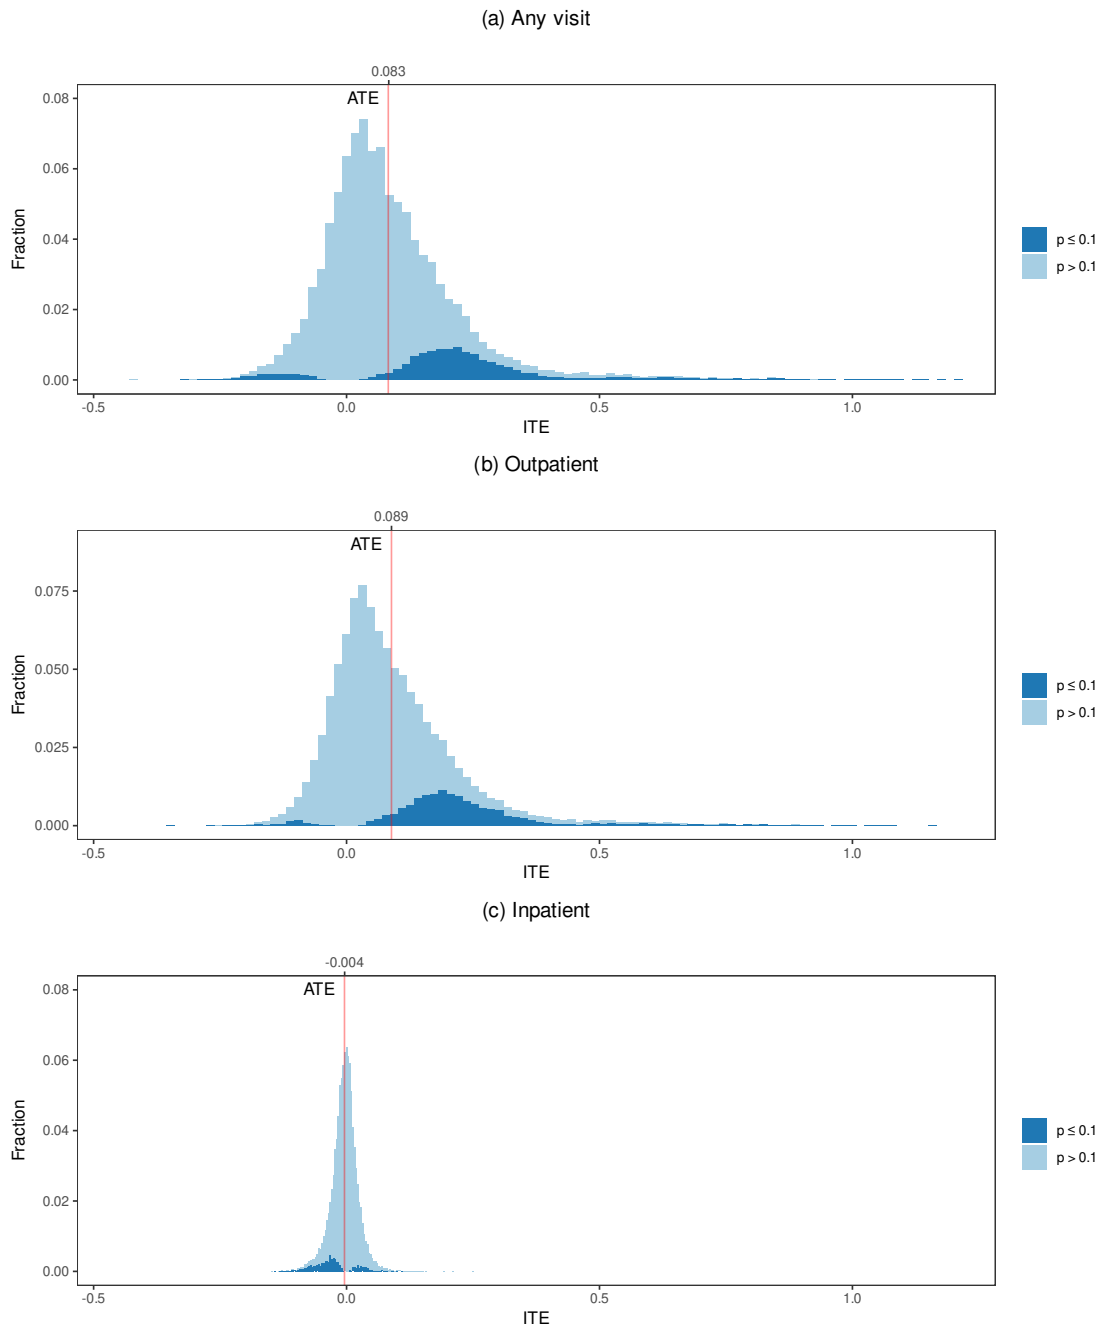 (a) Any visit
0.083
ATE
0.08
0.06
0.04
0.02
0.00
Fraction
-0.5 0.0 0.5 1.0
ITE
p ≤ 0.1
p > 0.1
(b) Outpatient
0.089
ATE
0.075
0.050
0.025
0.000
Fraction
-0.5 0.0 0.5 1.0
ITE
p ≤ 0.1
p > 0.1
(c) Inpatient
-0.004
ATE
0.08
0.06
0.04
0.02
0.00
Fraction
-0.5 0.0 0.5 1.0
ITE
p ≤ 0.1
p > 0.1